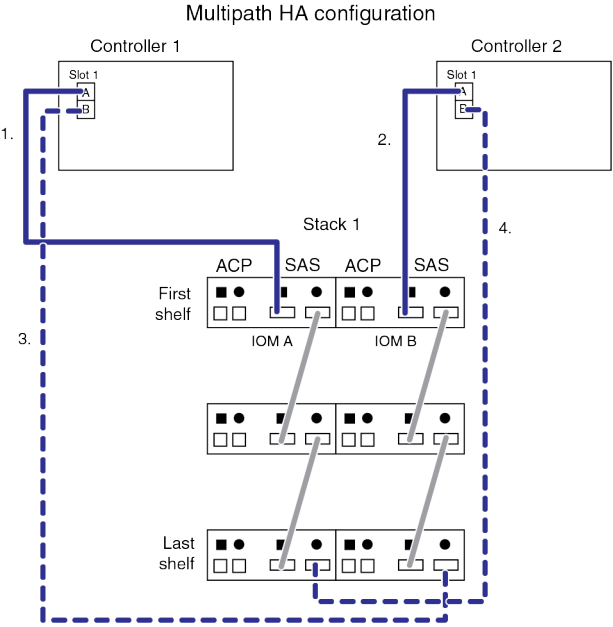 Multipath HA configuration
Controller 1
Controller 2
Slot 1
A
B
Slot 1
A
B
1.
2.
3.
4.
Stack 1
ACP SAS ACP SAS
First
shelf
IOM A IOM B
Last
shelf